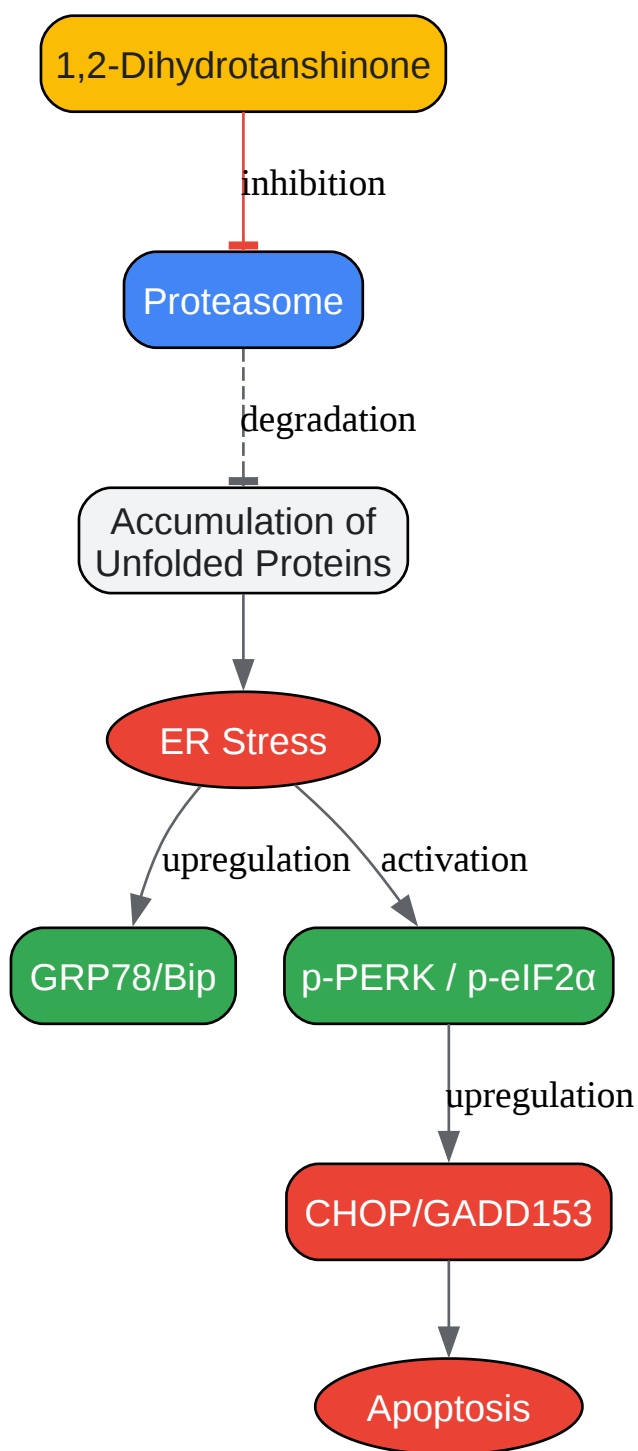 1,2-Dihydrotanshinone
inhibition
Proteasome
degradation
Accumulation of
Unfolded Proteins
ER Stress
upregulation
activation
GRP78/Bip
p-PERK / p-eIF2α
upregulation
CHOP/GADD153
Apoptosis